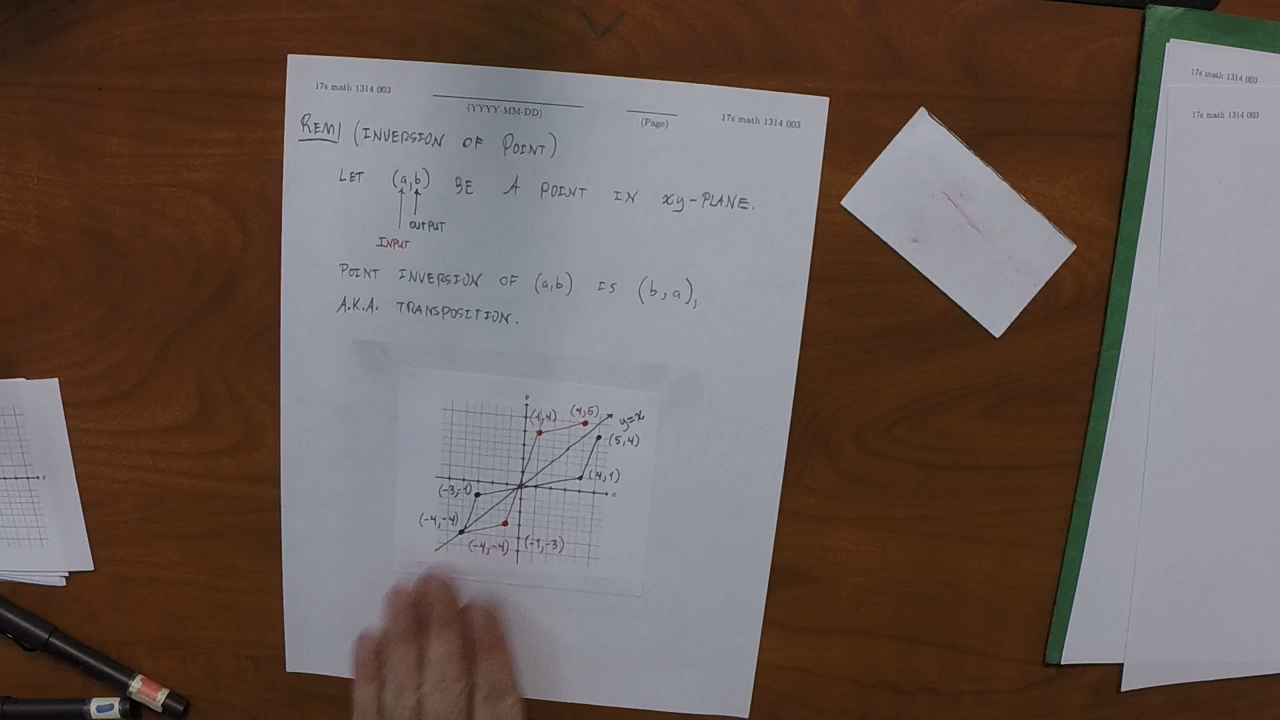 17s math 1314 003
(YYYY-MM-DD)
(Page)
17s math 1314 003
REM (INVERSION OF POINT)
LET (a,b) BE A POINT IN xy-PLANE.
OUTPUT
INPUT
POINT INVERSION OF (a,b) IS (b,a),
A.K.A. TRANSPOSITION.
(1,4)
(4,5)
y=x
(5,4)
(4,1)
(-3,-1)
(-4,-4)
(-4,-4)
(-1,-3)
17s math 1314 003
17s math 1314 003